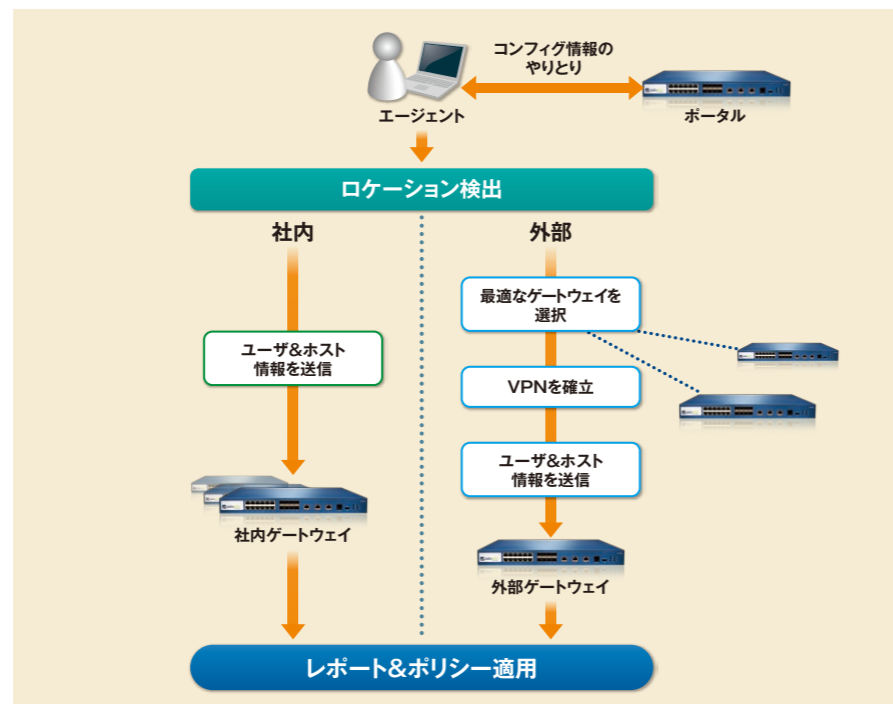 コンフィグ情報の
やりとり
エージェント
ポータル
ロケーション検出
社内
外部
最適なゲートウェイを
選択
ユーザ&ホスト
情報を送信
VPNを確立
ユーザ&ホスト
情報を送信
社内ゲートウェイ
外部ゲートウェイ
レポート&ポリシー適用